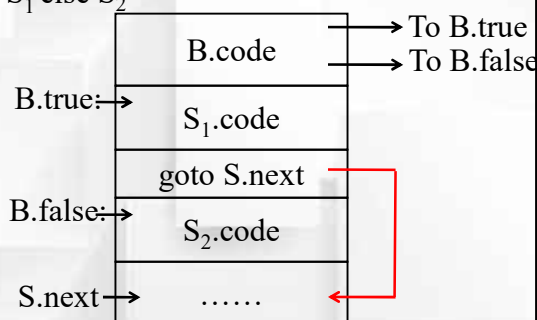 S₁ else S₂
B.code
To B.true
To B.false
B.true:
S₁.code
goto S.next
B.false:
S₂.code
S.next
……